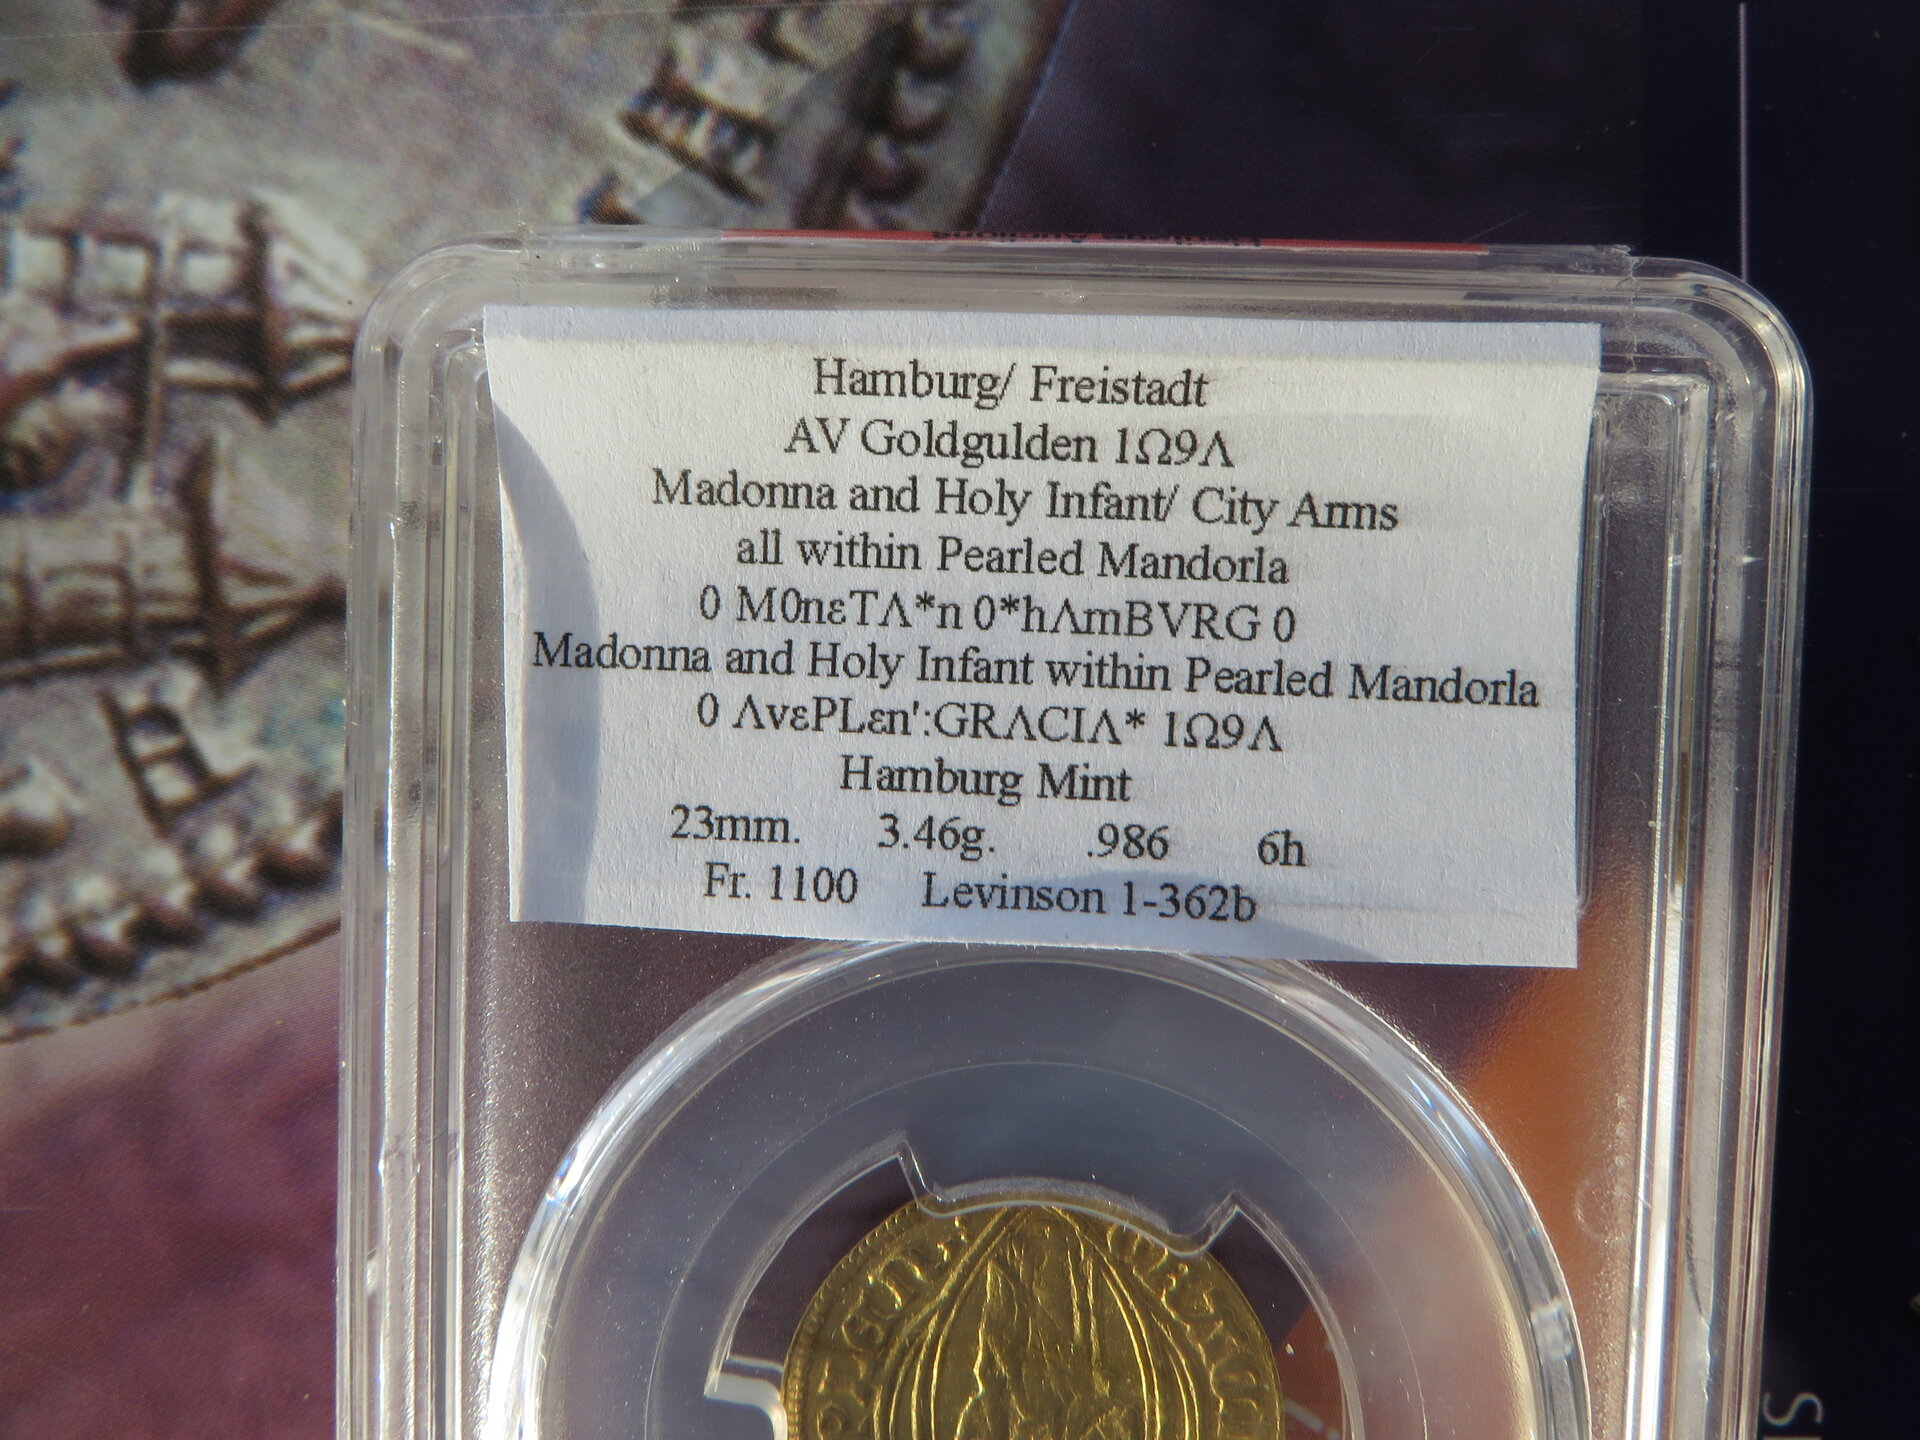 Hamburg/ Freistadt
AV Goldgulden 1Ω9Λ
Madonna and Holy Infant/ City Arms
all within Pearled Mandorla
0 M0nεTΛ*n 0*hΛmBVRG 0
Madonna and Holy Infant within Pearled Mandorla
0 ΛvεPLεn':GRΛCIΛ* 1Ω9Λ
Hamburg Mint
23mm. 3.46g. .986 6h
Fr. 1100 Levinson 1-362b